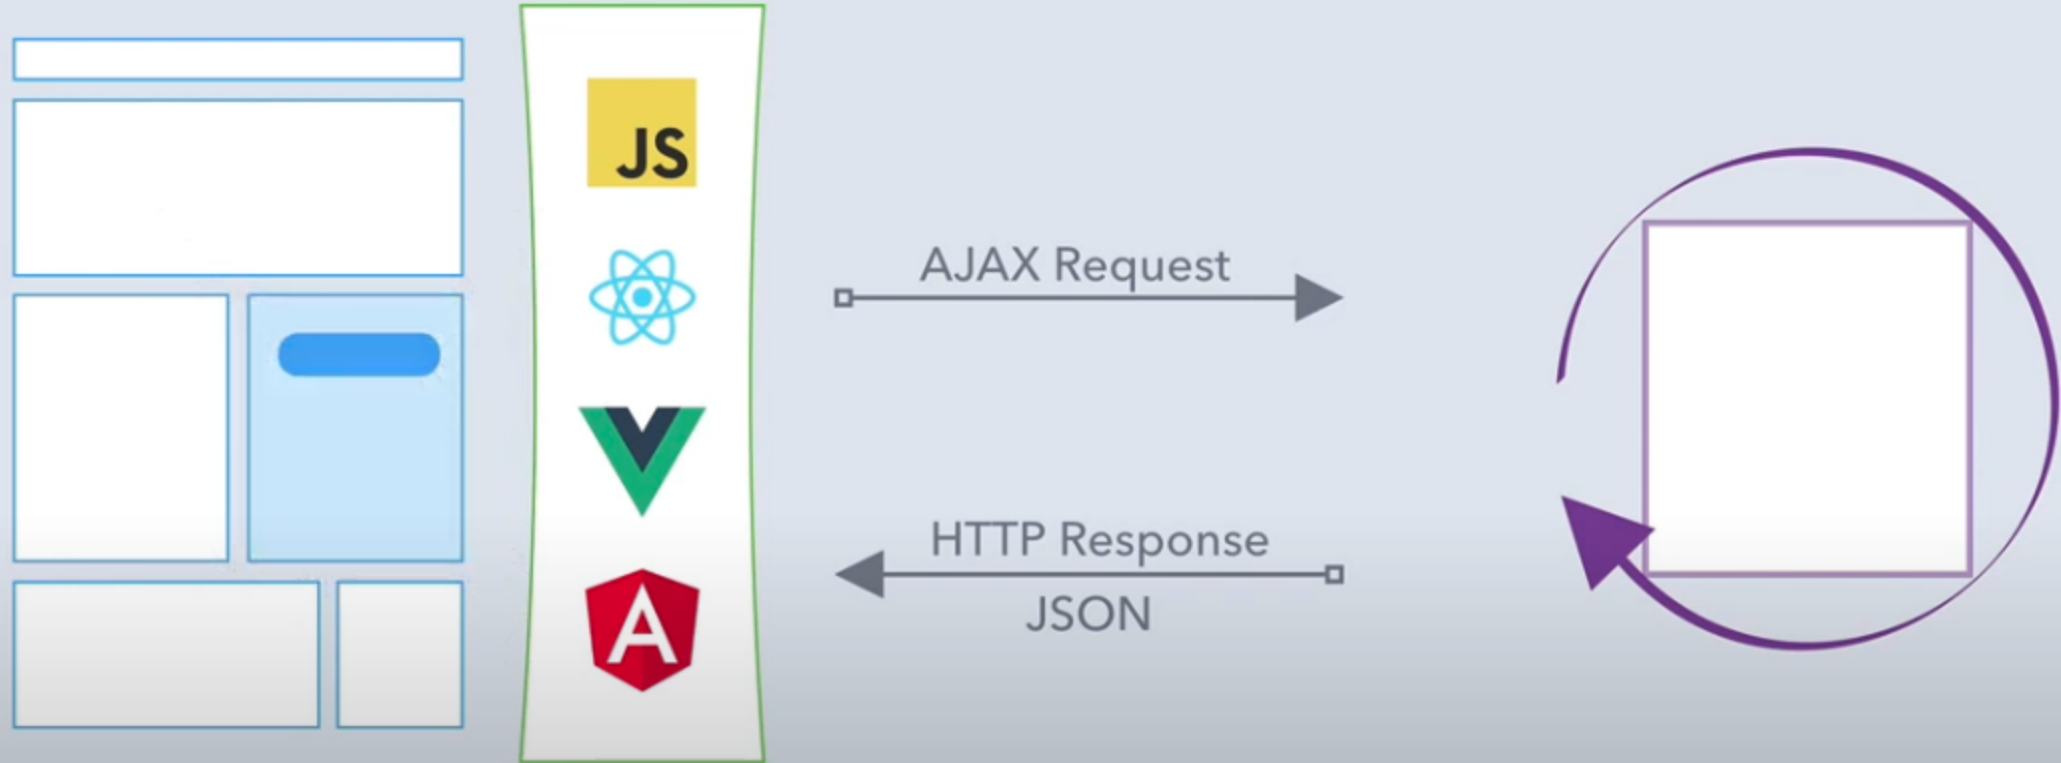 JS
AJAX Request
HTTP Response
JSON
A